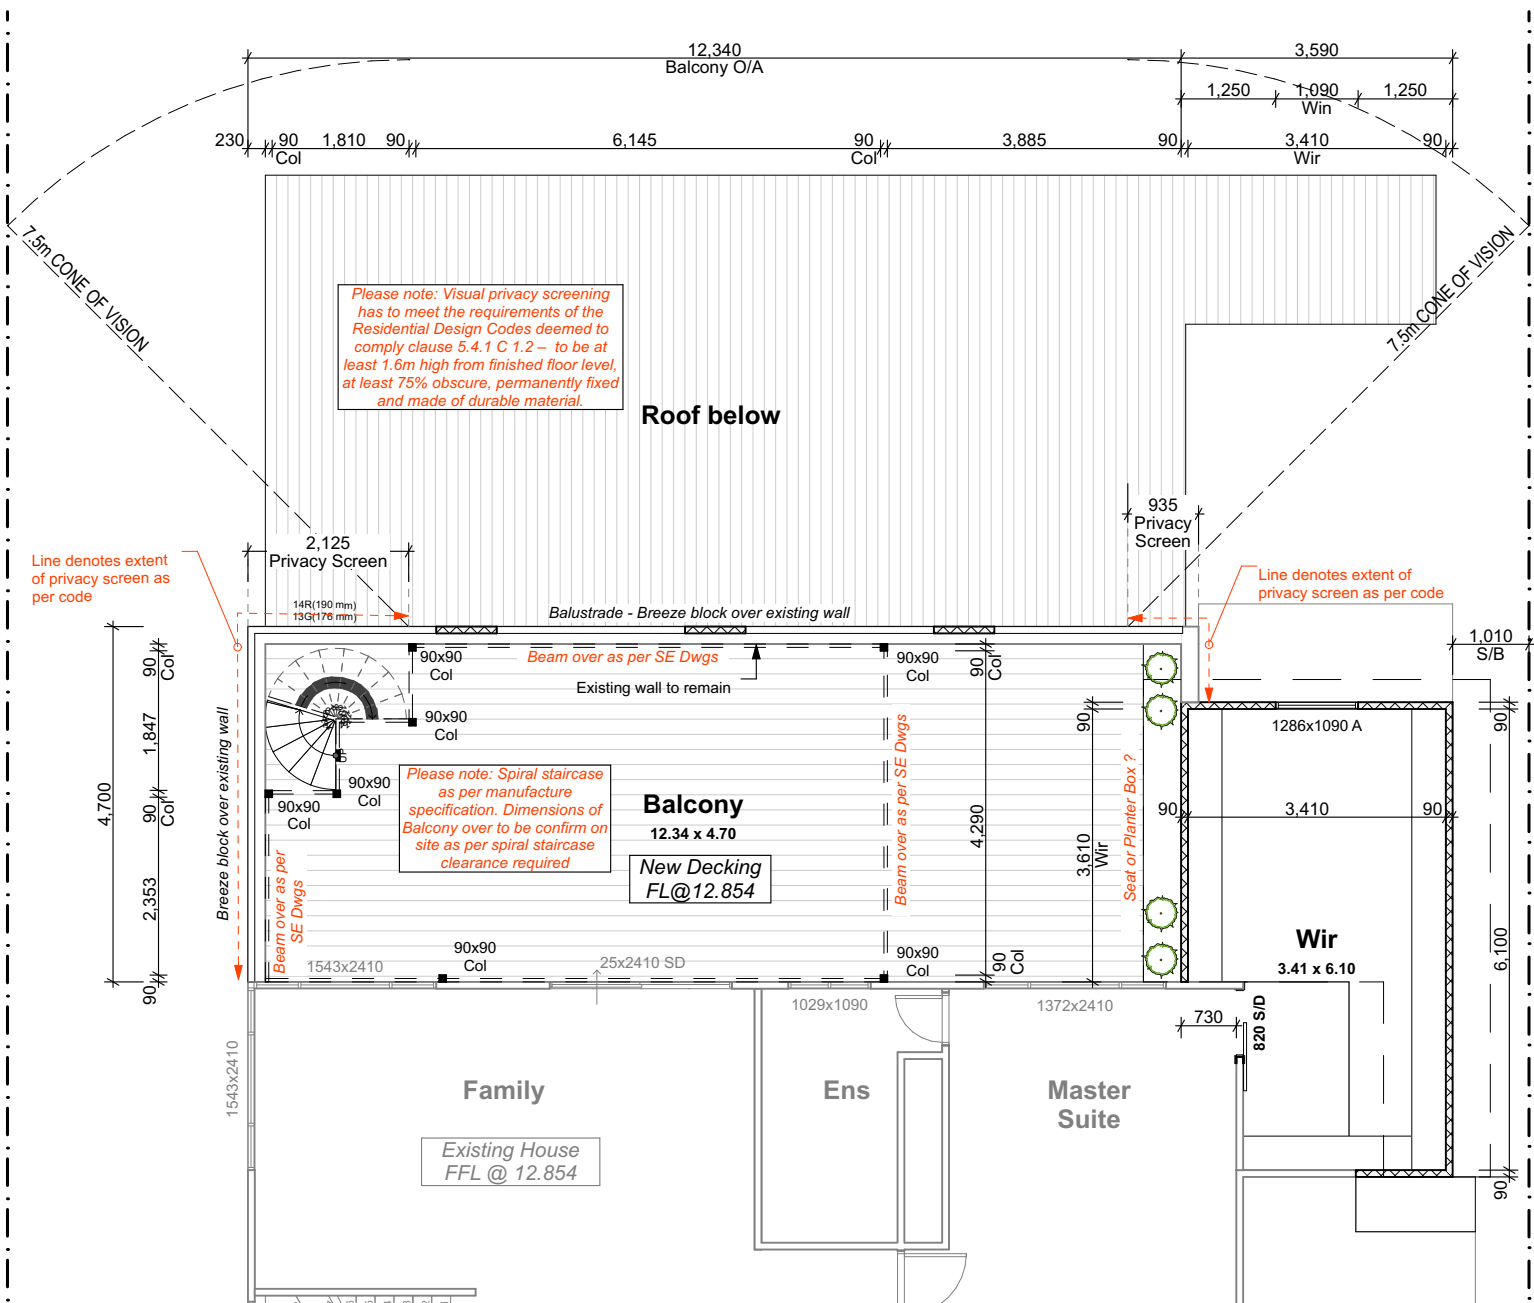 12,340
Balcony O/A
3,590
1,250
1,090
Win
1,250
230
90
Col
1,810
90
6,145
90
Col
3,885
90
3,410
Wir
90
7.5m CONE OF VISION
7.5m CONE OF VISION
Please note: Visual privacy screening
has to meet the requirements of the
Residential Design Codes deemed to
comply clause 5.4.1 C 1.2 – to be at
least 1.6m high from finished floor level,
at least 75% obscure, permanently fixed
and made of durable material.
Roof below
935
Privacy
Screen
2,125
Privacy Screen
Line denotes extent
of privacy screen as
per code
Line denotes extent of
privacy screen as per code
14R(190 mm)
13G(176 mm)
Balustrade - Breeze block over existing wall
1,010
S/B
90
Col
1,847
90
Col
2,353
90
4,700
Breeze block over existing wall
90x90
Col
Beam over as per SE Dwgs
Existing wall to remain
90x90
Col
90
Col
90x90
Col
90x90
Col
90x90
Col
UP
Please note: Spiral staircase
as per manufacture
specification. Dimensions of
Balcony over to be confirm on
site as per spiral staircase
clearance required
Balcony
12.34 x 4.70
New Decking
FL@12.854
Beam over as per SE Dwgs
4,290
90
3,610
Wir
Seat or Planter Box ?
1286x1090 A
90
90
3,410
90
Wir
3.41 x 6.10
6,100
90
Beam over as per
SE Dwgs
1543x2410
90x90
Col
25x2410 SD
90x90
Col
90
Col
1029x1090
1372x2410
730
820 S/D
1543x2410
Family
Ens
Master
Suite
Existing House
FFL @ 12.854